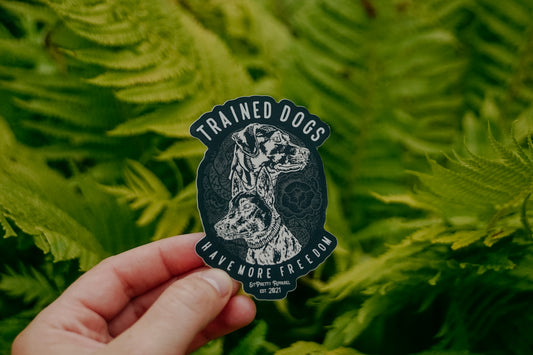 TRAINED DOGS
HAVE MORE FREEDOM
EST 2021